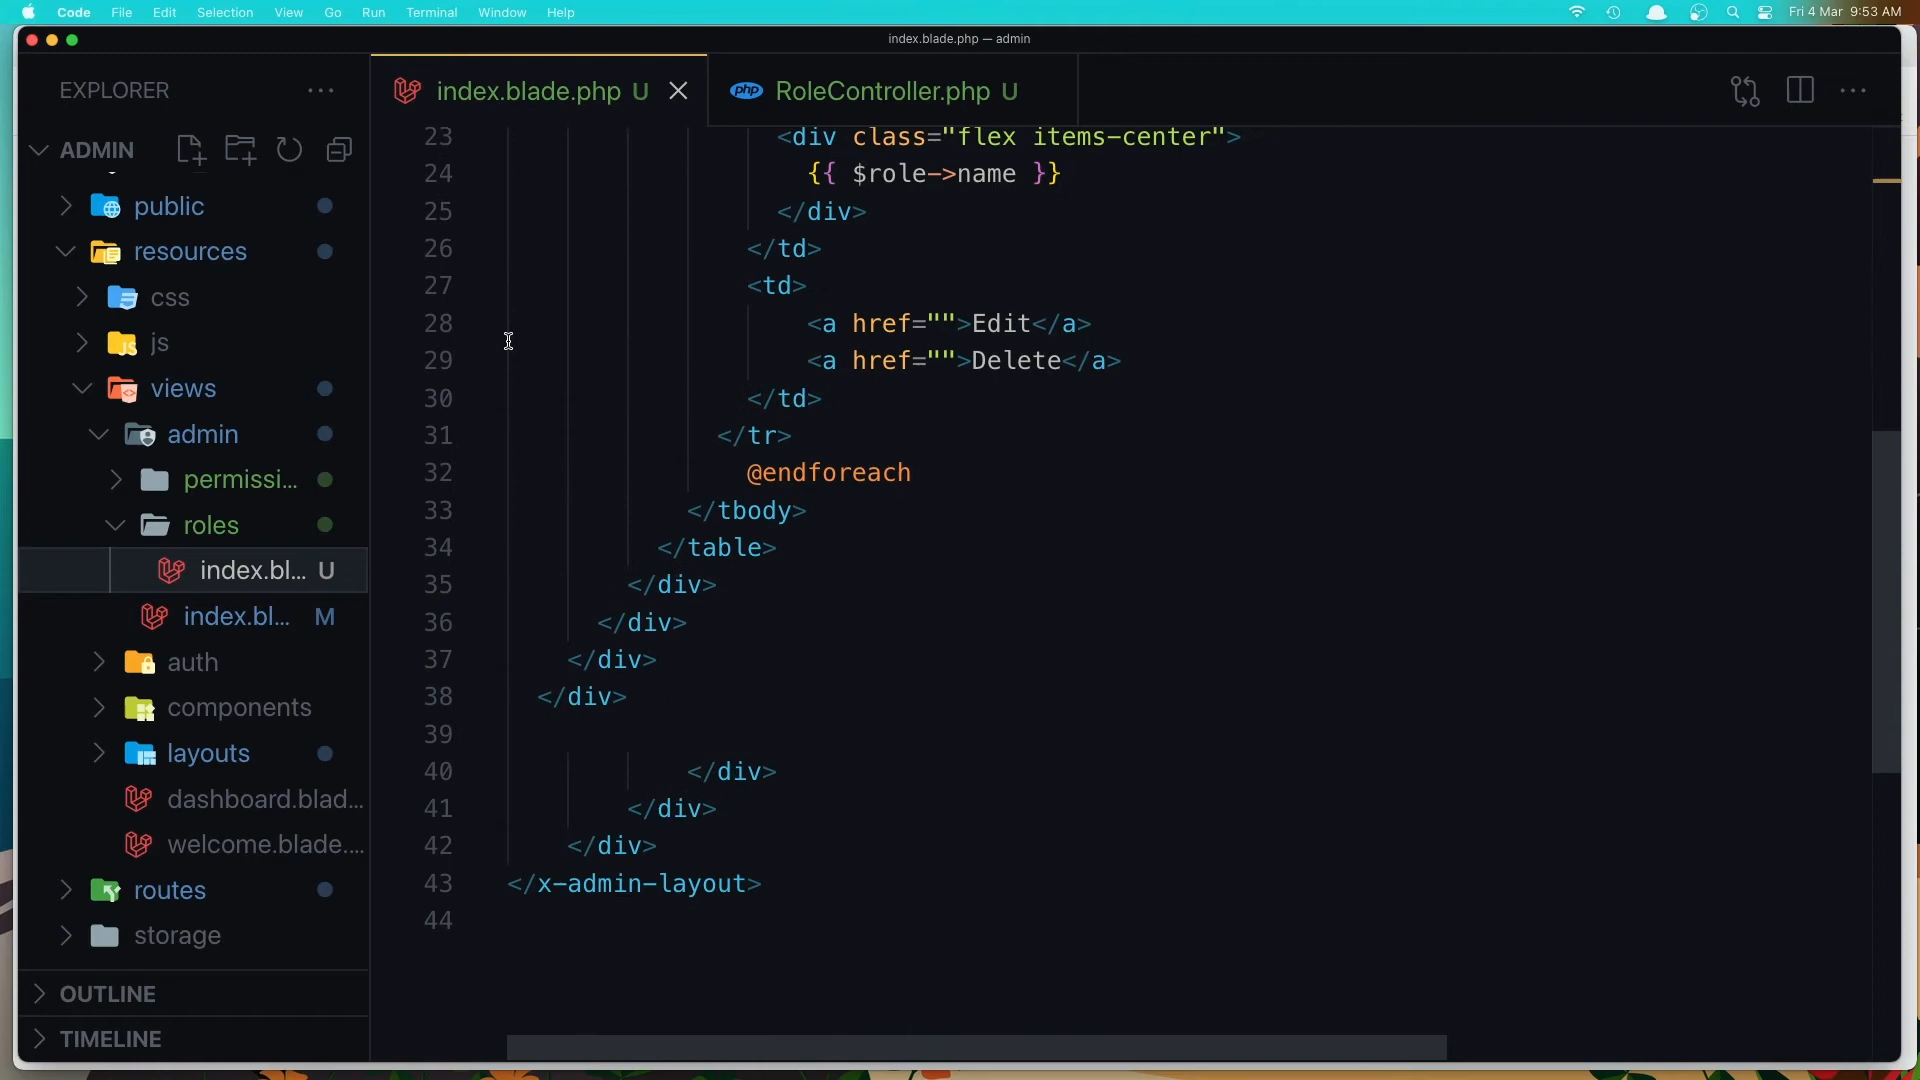 Code File Edit Selection View Go Run Terminal Window Help Fri 4 Mar 9:53 AM
index.blade.php — admin
EXPLORER ...
index.blade.php U
php RoleController.php U
ADMIN
public
resources
css
JS js
views
admin
permissi...
roles
index.bl... U
index.bl... M
auth
components
layouts
dashboard.blad...
welcome.blade....
routes
storage
OUTLINE
TIMELINE
23 <div class="flex items-center">
24 {{ $role->name }}
25 </div>
26 </td>
27 <td>
28 <a href="">Edit</a>
29 <a href="">Delete</a>
30 </td>
31 </tr>
32 @endforeach
33 </tbody>
34 </table>
35 </div>
36 </div>
37 </div>
38 </div>
39
40 </div>
41 </div>
42 </div>
43 </x-admin-layout>
44